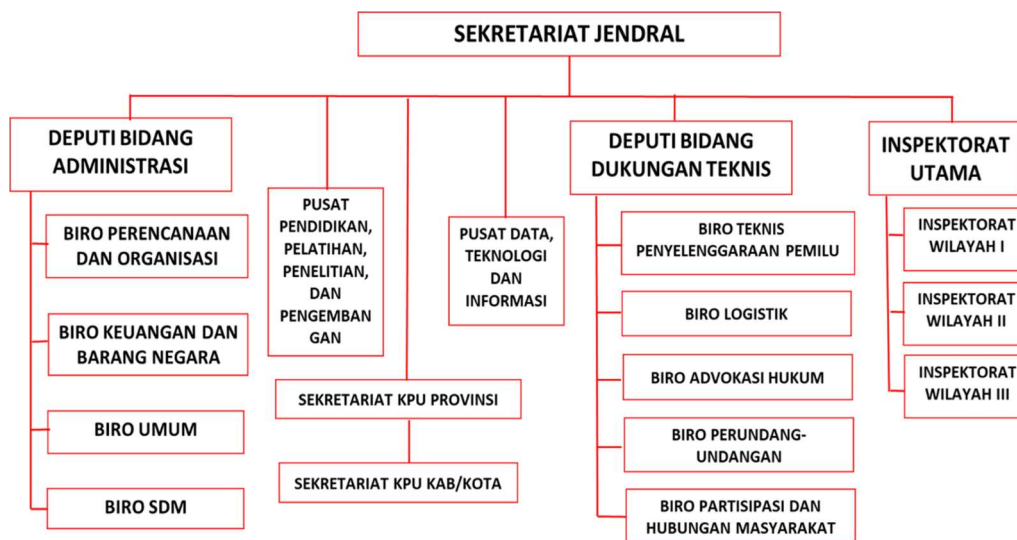 SEKRETARIAT JENDRAL
DEPUTI BIDANG
ADMINISTRASI
BIRO PERENCANAAN
DAN ORGANISASI
BIRO KEUANGAN DAN
BARANG NEGARA
BIRO UMUM
BIRO SDM
PUSAT
PENDIDIKAN,
PELATIHAN,
PENELITIAN,
DAN
PENGEMBAN
GAN
SEKRETARIAT KPU PROVINSI
SEKRETARIAT KPU KAB/KOTA
PUSAT DATA,
TEKNOLOGI
DAN
INFORMASI
DEPUTI BIDANG
DUKUNGAN TEKNIS
BIRO TEKNIS
PENYELENGGARAAN PEMILU
BIRO LOGISTIK
BIRO ADVOKASI HUKUM
BIRO PERUNDANG-
UNDANGAN
BIRO PARTISIPASI DAN
HUBUNGAN MASYARAKAT
INSPEKTORAT
UTAMA
INSPEKTORAT
WILAYAH I
INSPEKTORAT
WILAYAH II
INSPEKTORAT
WILAYAH III